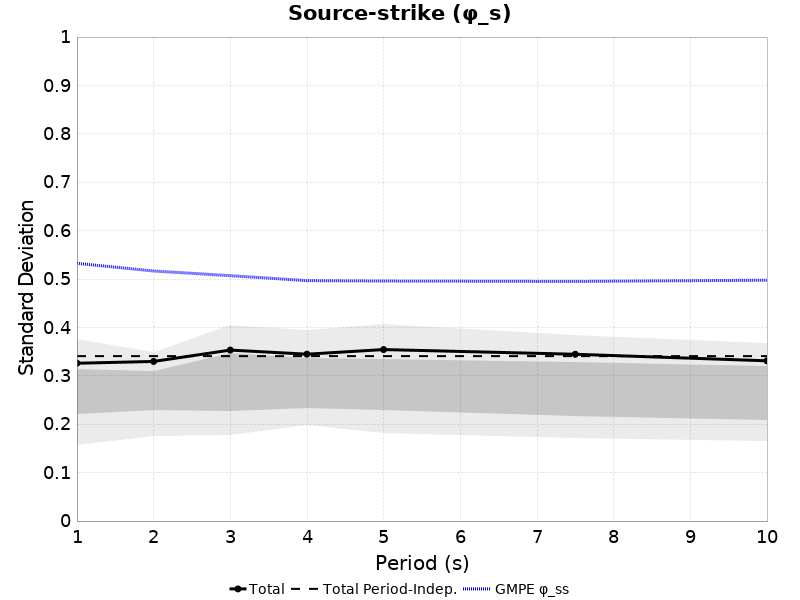 Source-strike (φ_s)
Standard Deviation
1
0.9
0.8
0.7
0.6
0.5
0.4
0.3
0.2
0.1
0
1 2 3 4 5 6 7 8 9 10
Period (s)
Total Total Period-Indep. GMPE φ_ss